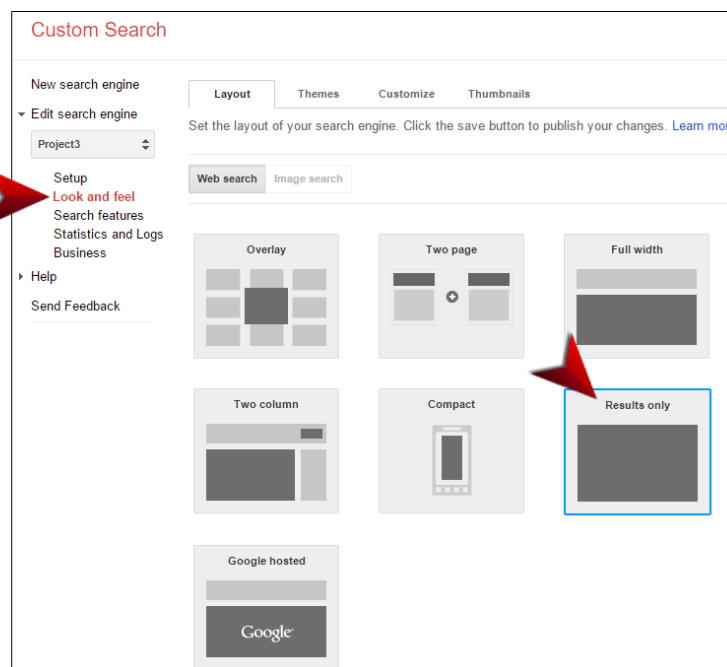 Custom Search
New search engine
Edit search engine
Project3
Setup
Look and feel
Search features
Statistics and Logs
Business
Help
Send Feedback
Layout Themes Customize Thumbnails
Set the layout of your search engine. Click the save button to publish your changes. Learn mor
Web search Image search
Overlay Two page Full width
Two column Compact Results only
Google hosted
Google